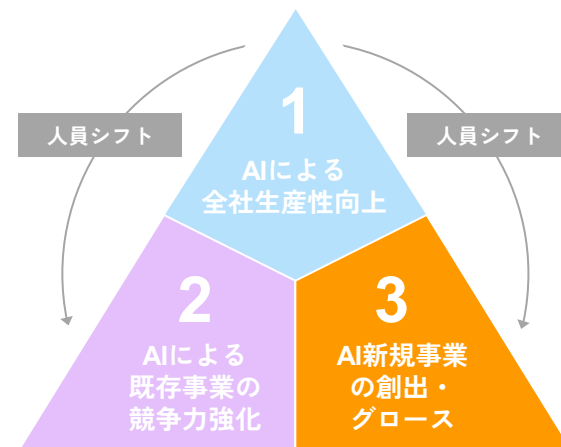 1
人員シフト
人員シフト
AIによる
全社生産性向上
2
AIによる
既存事業の
競争力強化
3
AI新規事業
の創出・
グロース